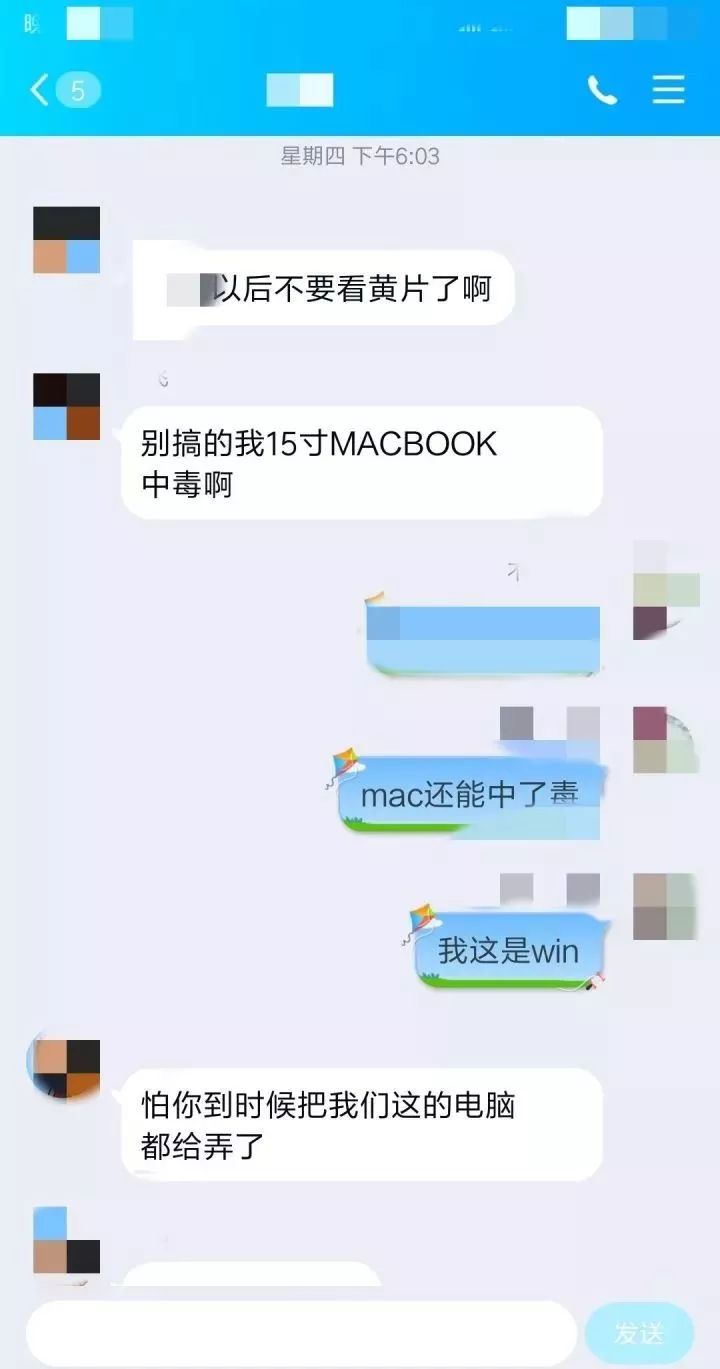 5
星期四 下午6:03
以后不要看黄片了啊
别搞的我15寸MACBOOK
中毒啊
mac还能中了毒
我这是win
怕你到时候把我们这的电脑
都给弄了
发送